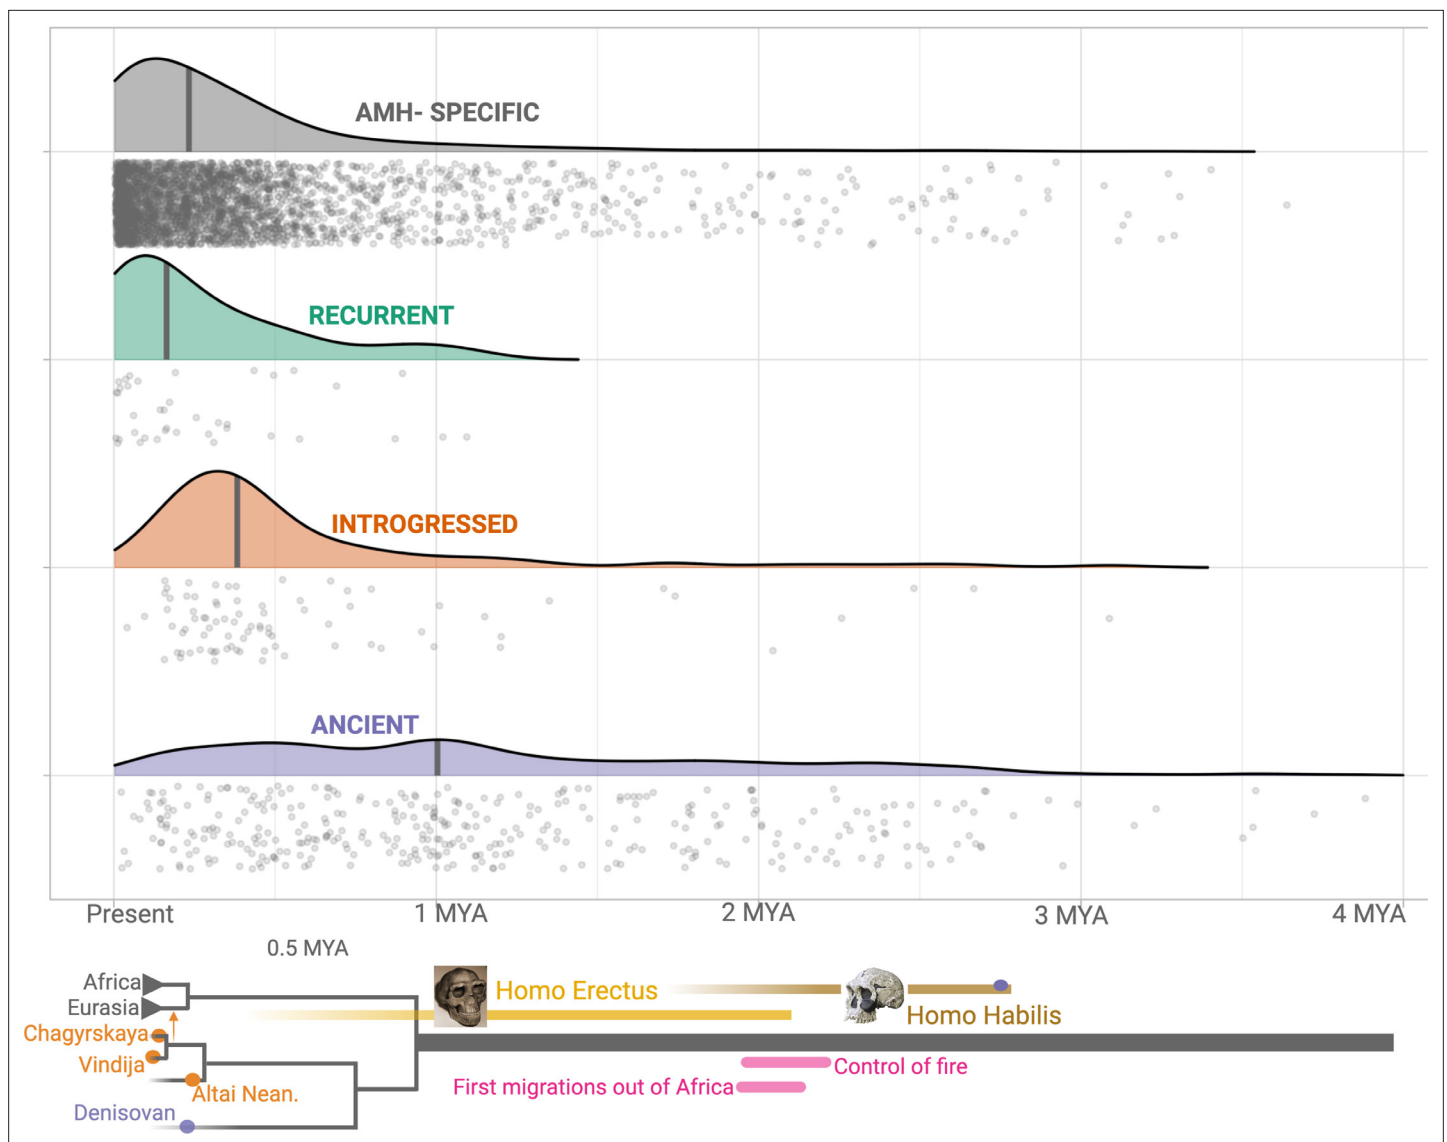 AMH- SPECIFIC
RECURRENT
INTROGRESSED
ANCIENT
Present
1 MYA
2 MYA
3 MYA
4 MYA
0.5 MYA
Africa
Eurasia
Chagyrskaya
Vindija
Altai Nean.
Denisovan
Homo Erectus
Homo Habilis
Control of fire
First migrations out of Africa